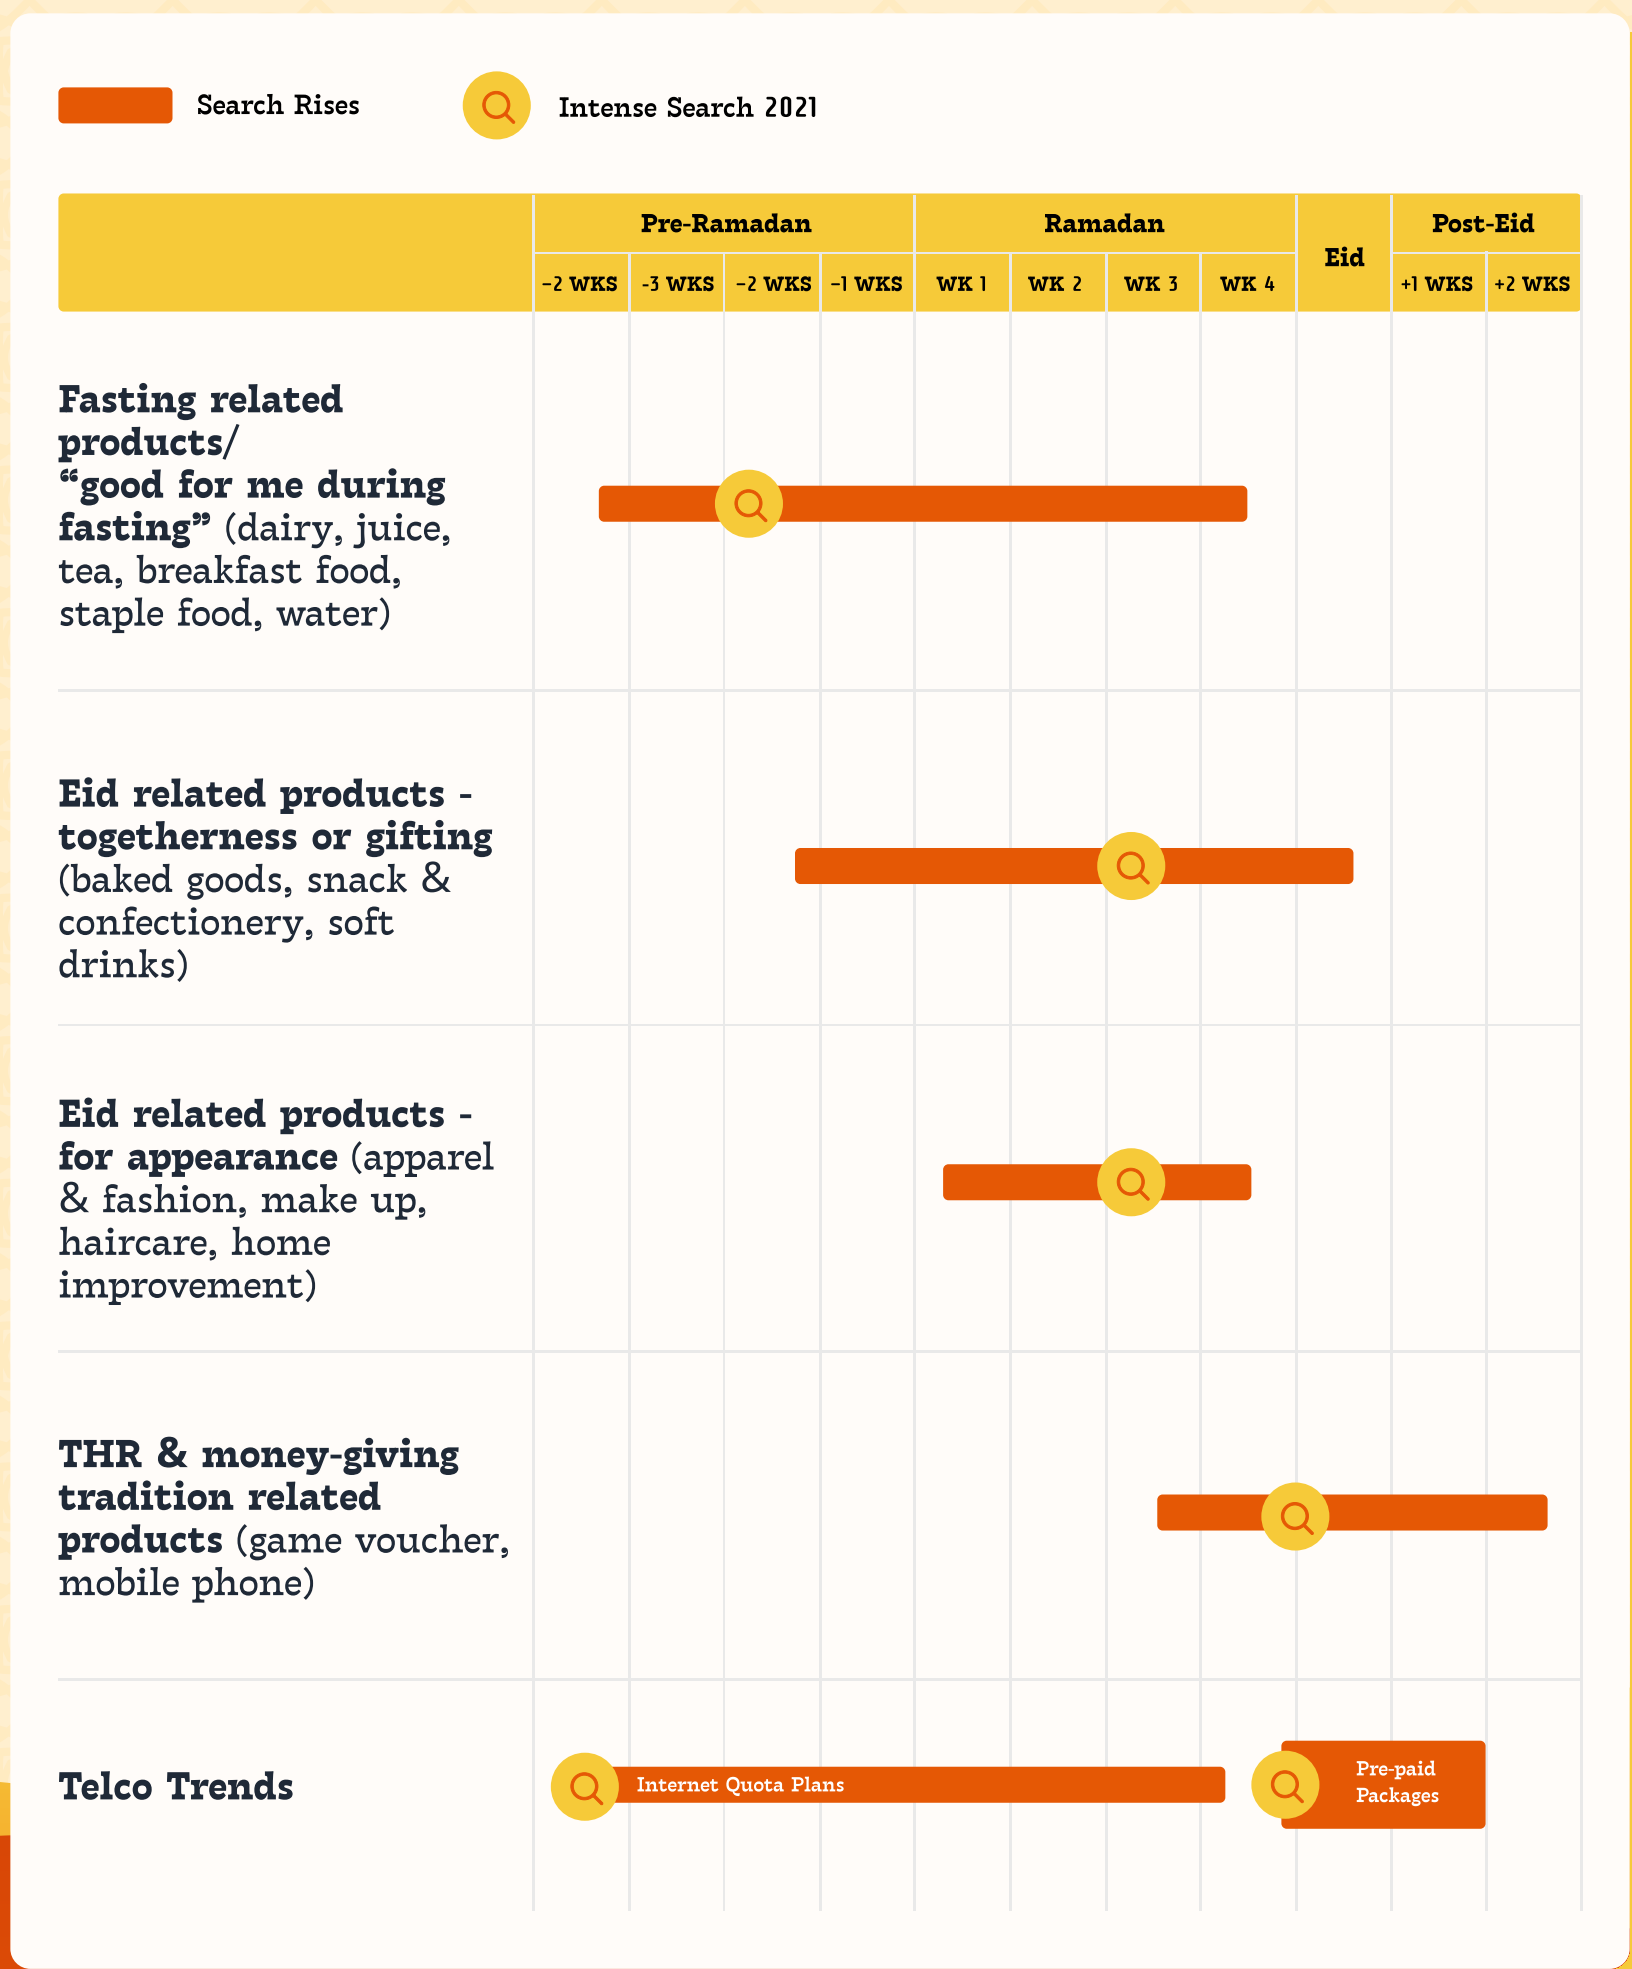 Search Rises
Intense Search 2021
Pre-Ramadan
Ramadan
Eid
Post-Eid
-2 WKS
-3 WKS
-2 WKS
-1 WKS
WK 1
WK 2
WK 3
WK 4
+1 WKS
+2 WKS
Fasting related
products/
“good for me during
fasting” (dairy, juice,
tea, breakfast food,
staple food, water)
Eid related products -
togetherness or gifting
(baked goods, snack &
confectionery, soft
drinks)
Eid related products -
for appearance (apparel
& fashion, make up,
haircare, home
improvement)
THR & money-giving
tradition related
products (game voucher,
mobile phone)
Telco Trends
Internet Quota Plans
Pre-paid
Packages